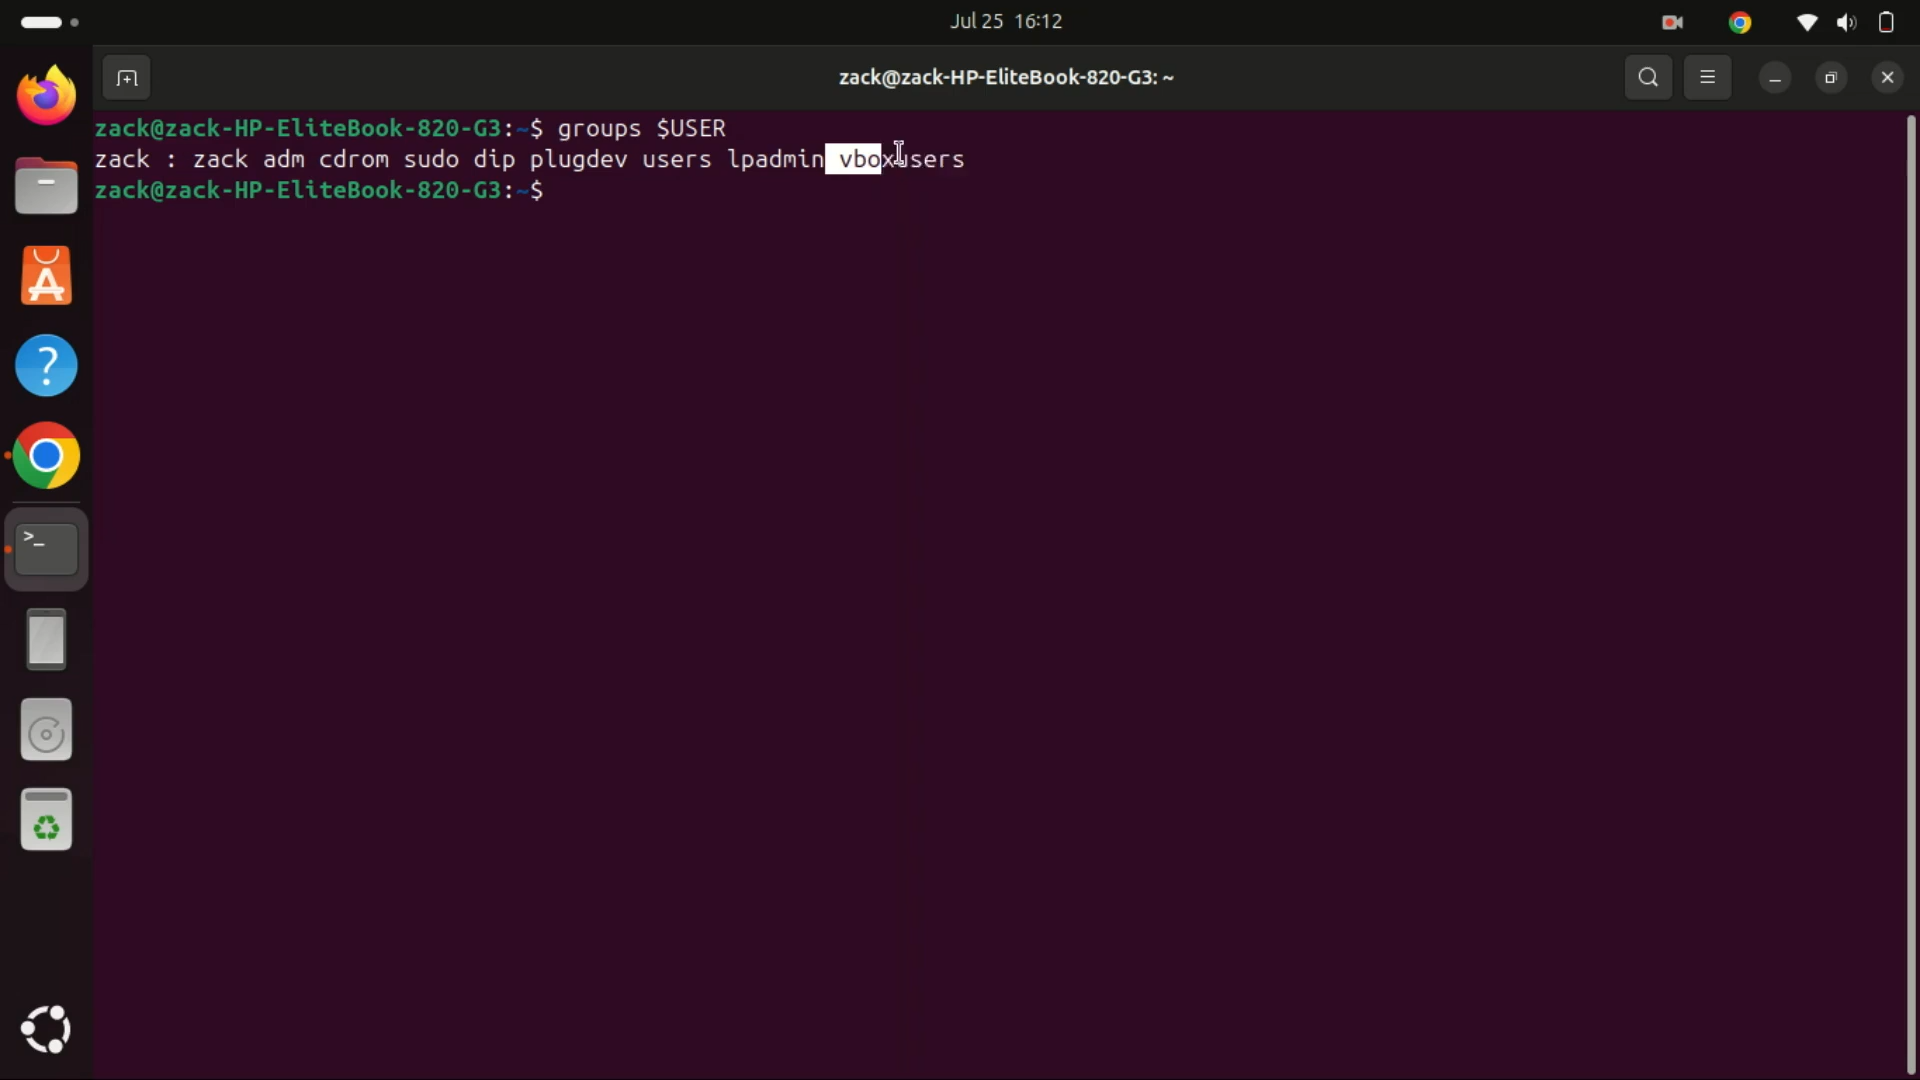 Jul 25 16:12
zack@zack-HP-EliteBook-820-G3: ~
zack@zack-HP-EliteBook-820-G3:~$ groups $USER
zack : zack adm cdrom sudo dip plugdev users lpadmin vboxusers
zack@zack-HP-EliteBook-820-G3:~$